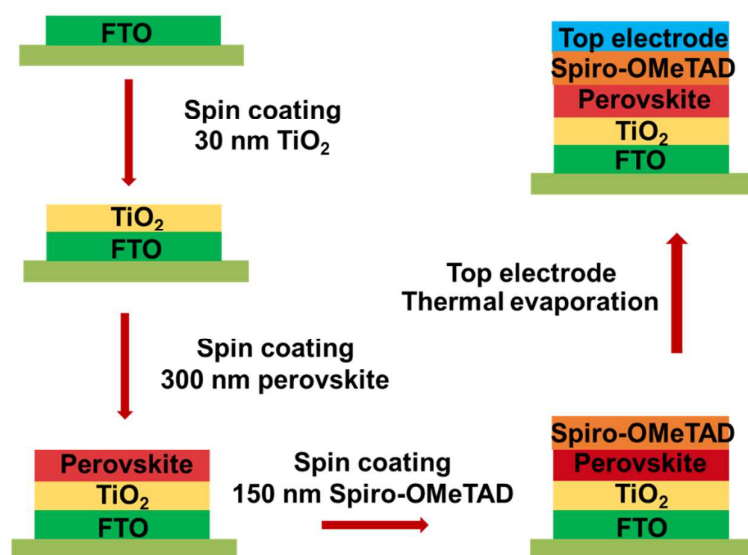 FTO
Spin coating
30 nm TiO₂
TiO₂
FTO
Spin coating
300 nm perovskite
Perovskite
TiO₂
FTO
Spin coating
150 nm Spiro-OMeTAD
Spiro-OMeTAD
Perovskite
TiO₂
FTO
Top electrode
Thermal evaporation
Top electrode
Spiro-OMeTAD
Perovskite
TiO₂
FTO